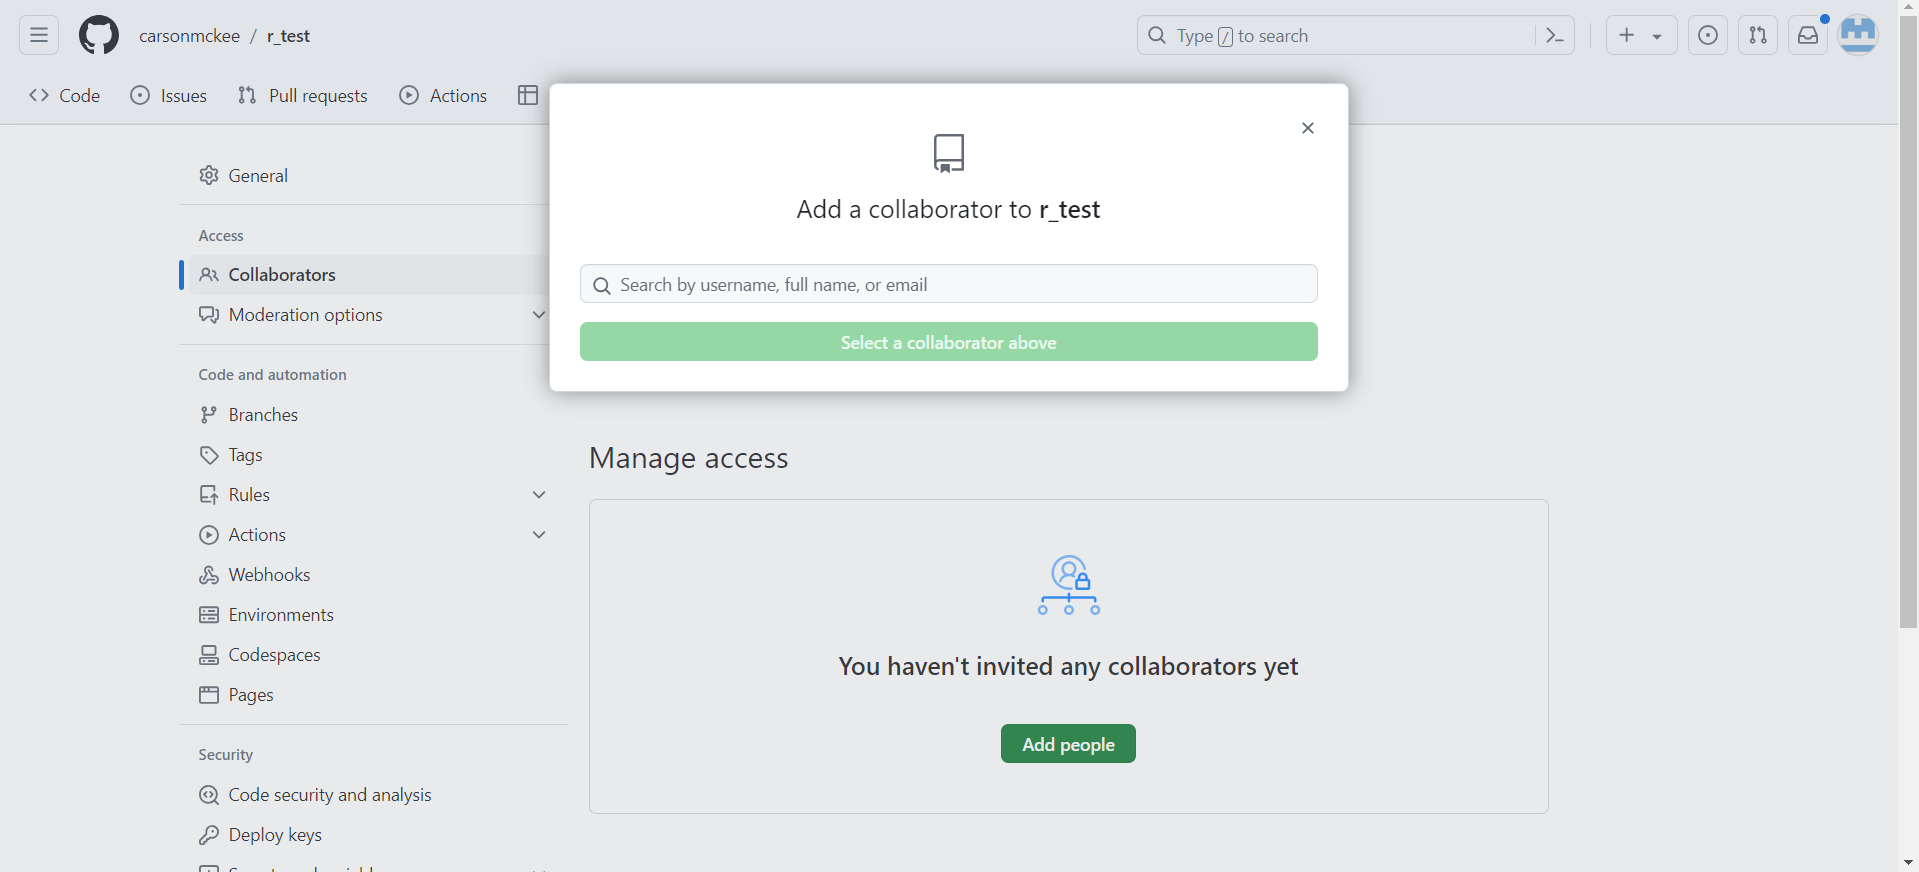 carsonmckee / r_test
Type / to search
Code
Issues
Pull requests
Actions
Add a collaborator to r_test
Search by username, full name, or email
Select a collaborator above
General
Access
Collaborators
Moderation options
Code and automation
Branches
Tags
Rules
Actions
Webhooks
Environments
Codespaces
Pages
Security
Code security and analysis
Deploy keys
Manage access
You haven't invited any collaborators yet
Add people